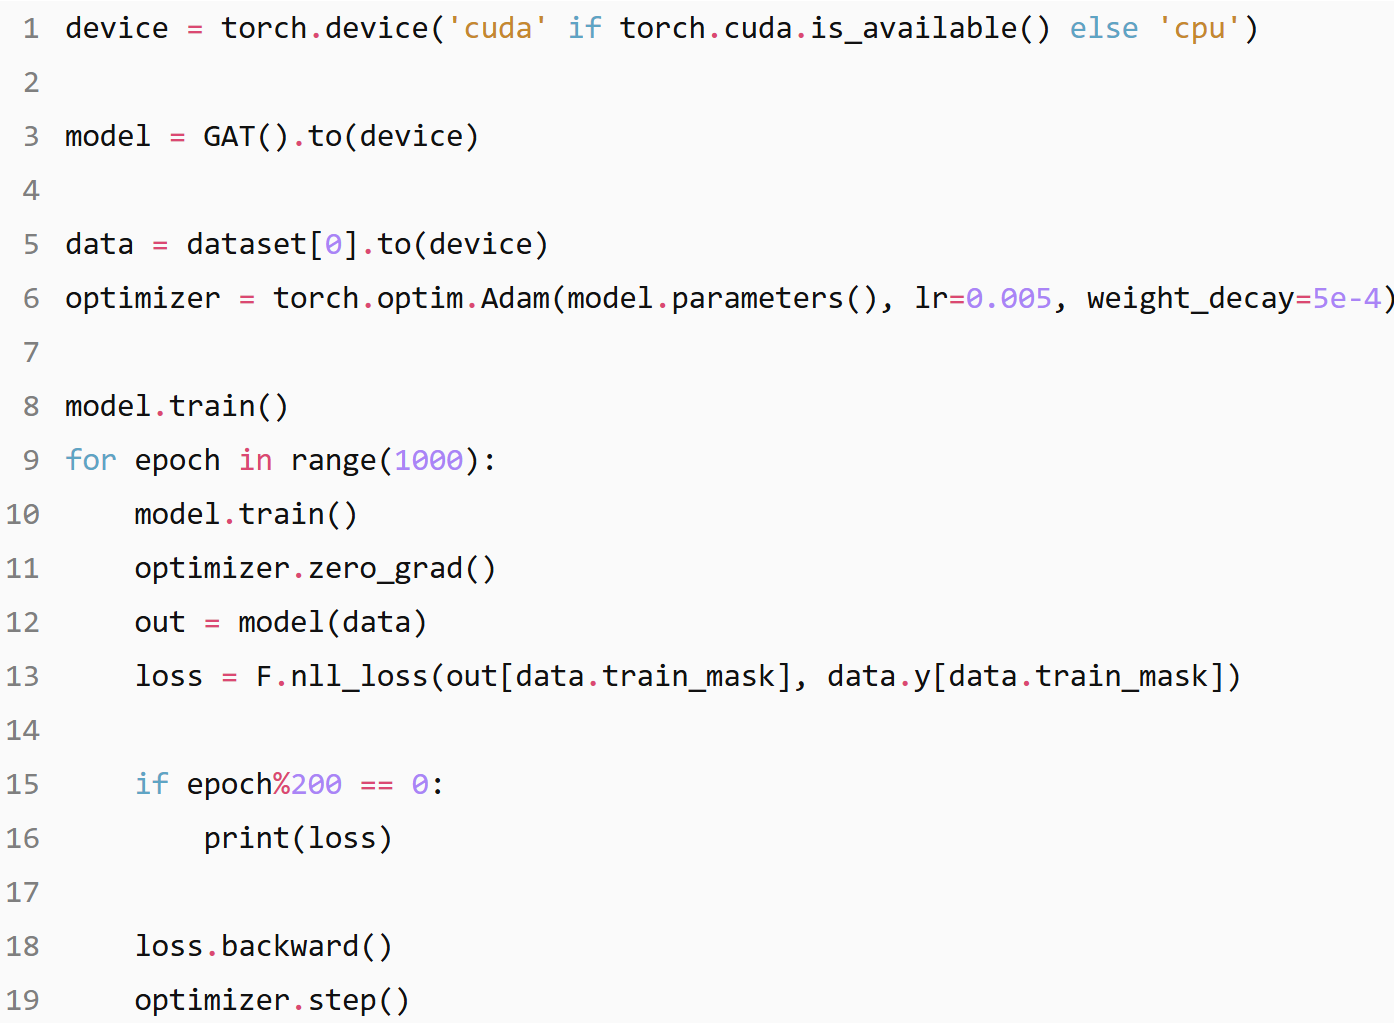 1 device = torch.device('cuda' if torch.cuda.is_available() else 'cpu')
2
3 model = GAT().to(device)
4
5 data = dataset[0].to(device)
6 optimizer = torch.optim.Adam(model.parameters(), lr=0.005, weight_decay=5e-4)
7
8 model.train()
9 for epoch in range(1000):
10     model.train()
11     optimizer.zero_grad()
12     out = model(data)
13     loss = F.nll_loss(out[data.train_mask], data.y[data.train_mask])
14
15     if epoch%200 == 0:
16         print(loss)
17
18     loss.backward()
19     optimizer.step()